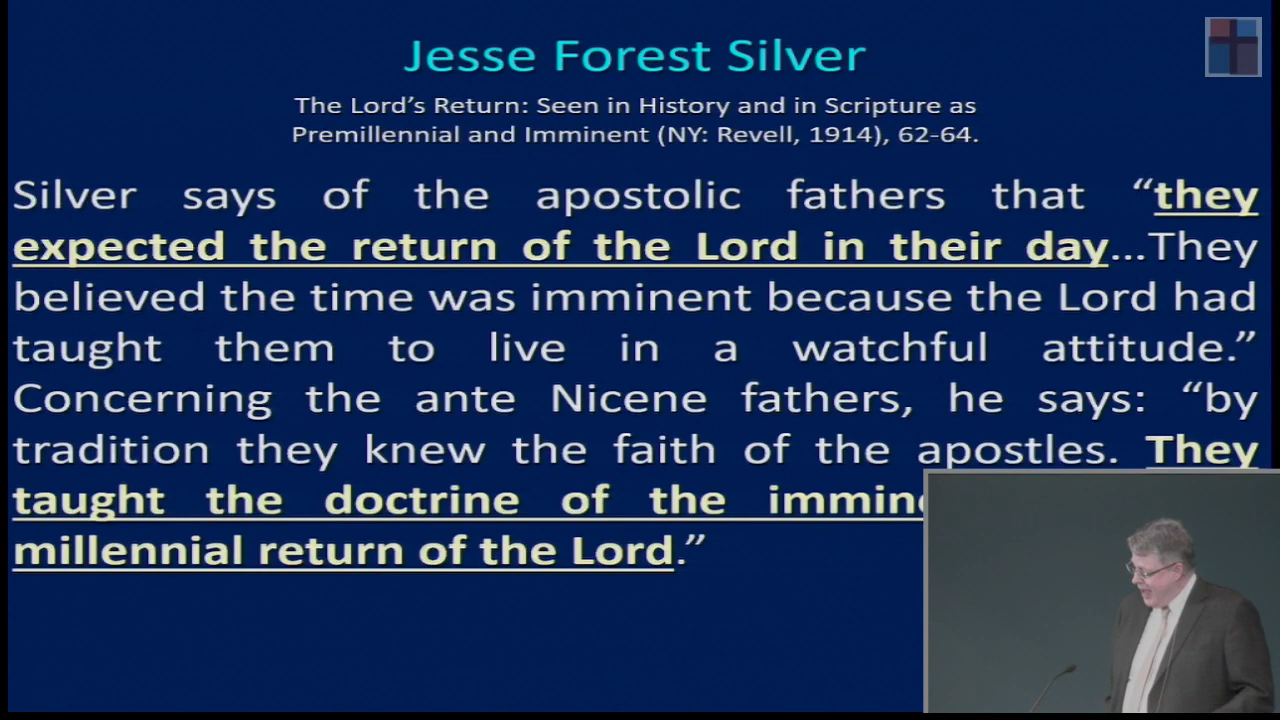 Jesse Forest Silver
The Lord's Return: Seen in History and in Scripture as
Premillennial and Imminent (NY: Revell, 1914), 62-64.
Silver says of the apostolic fathers that “they
expected the return of the Lord in their day...They
believed the time was imminent because the Lord had
taught them to live in a watchful attitude.”
Concerning the ante Nicene fathers, he says: “by
tradition they knew the faith of the apostles. They
taught the doctrine of the
millennial return of the Lord.”